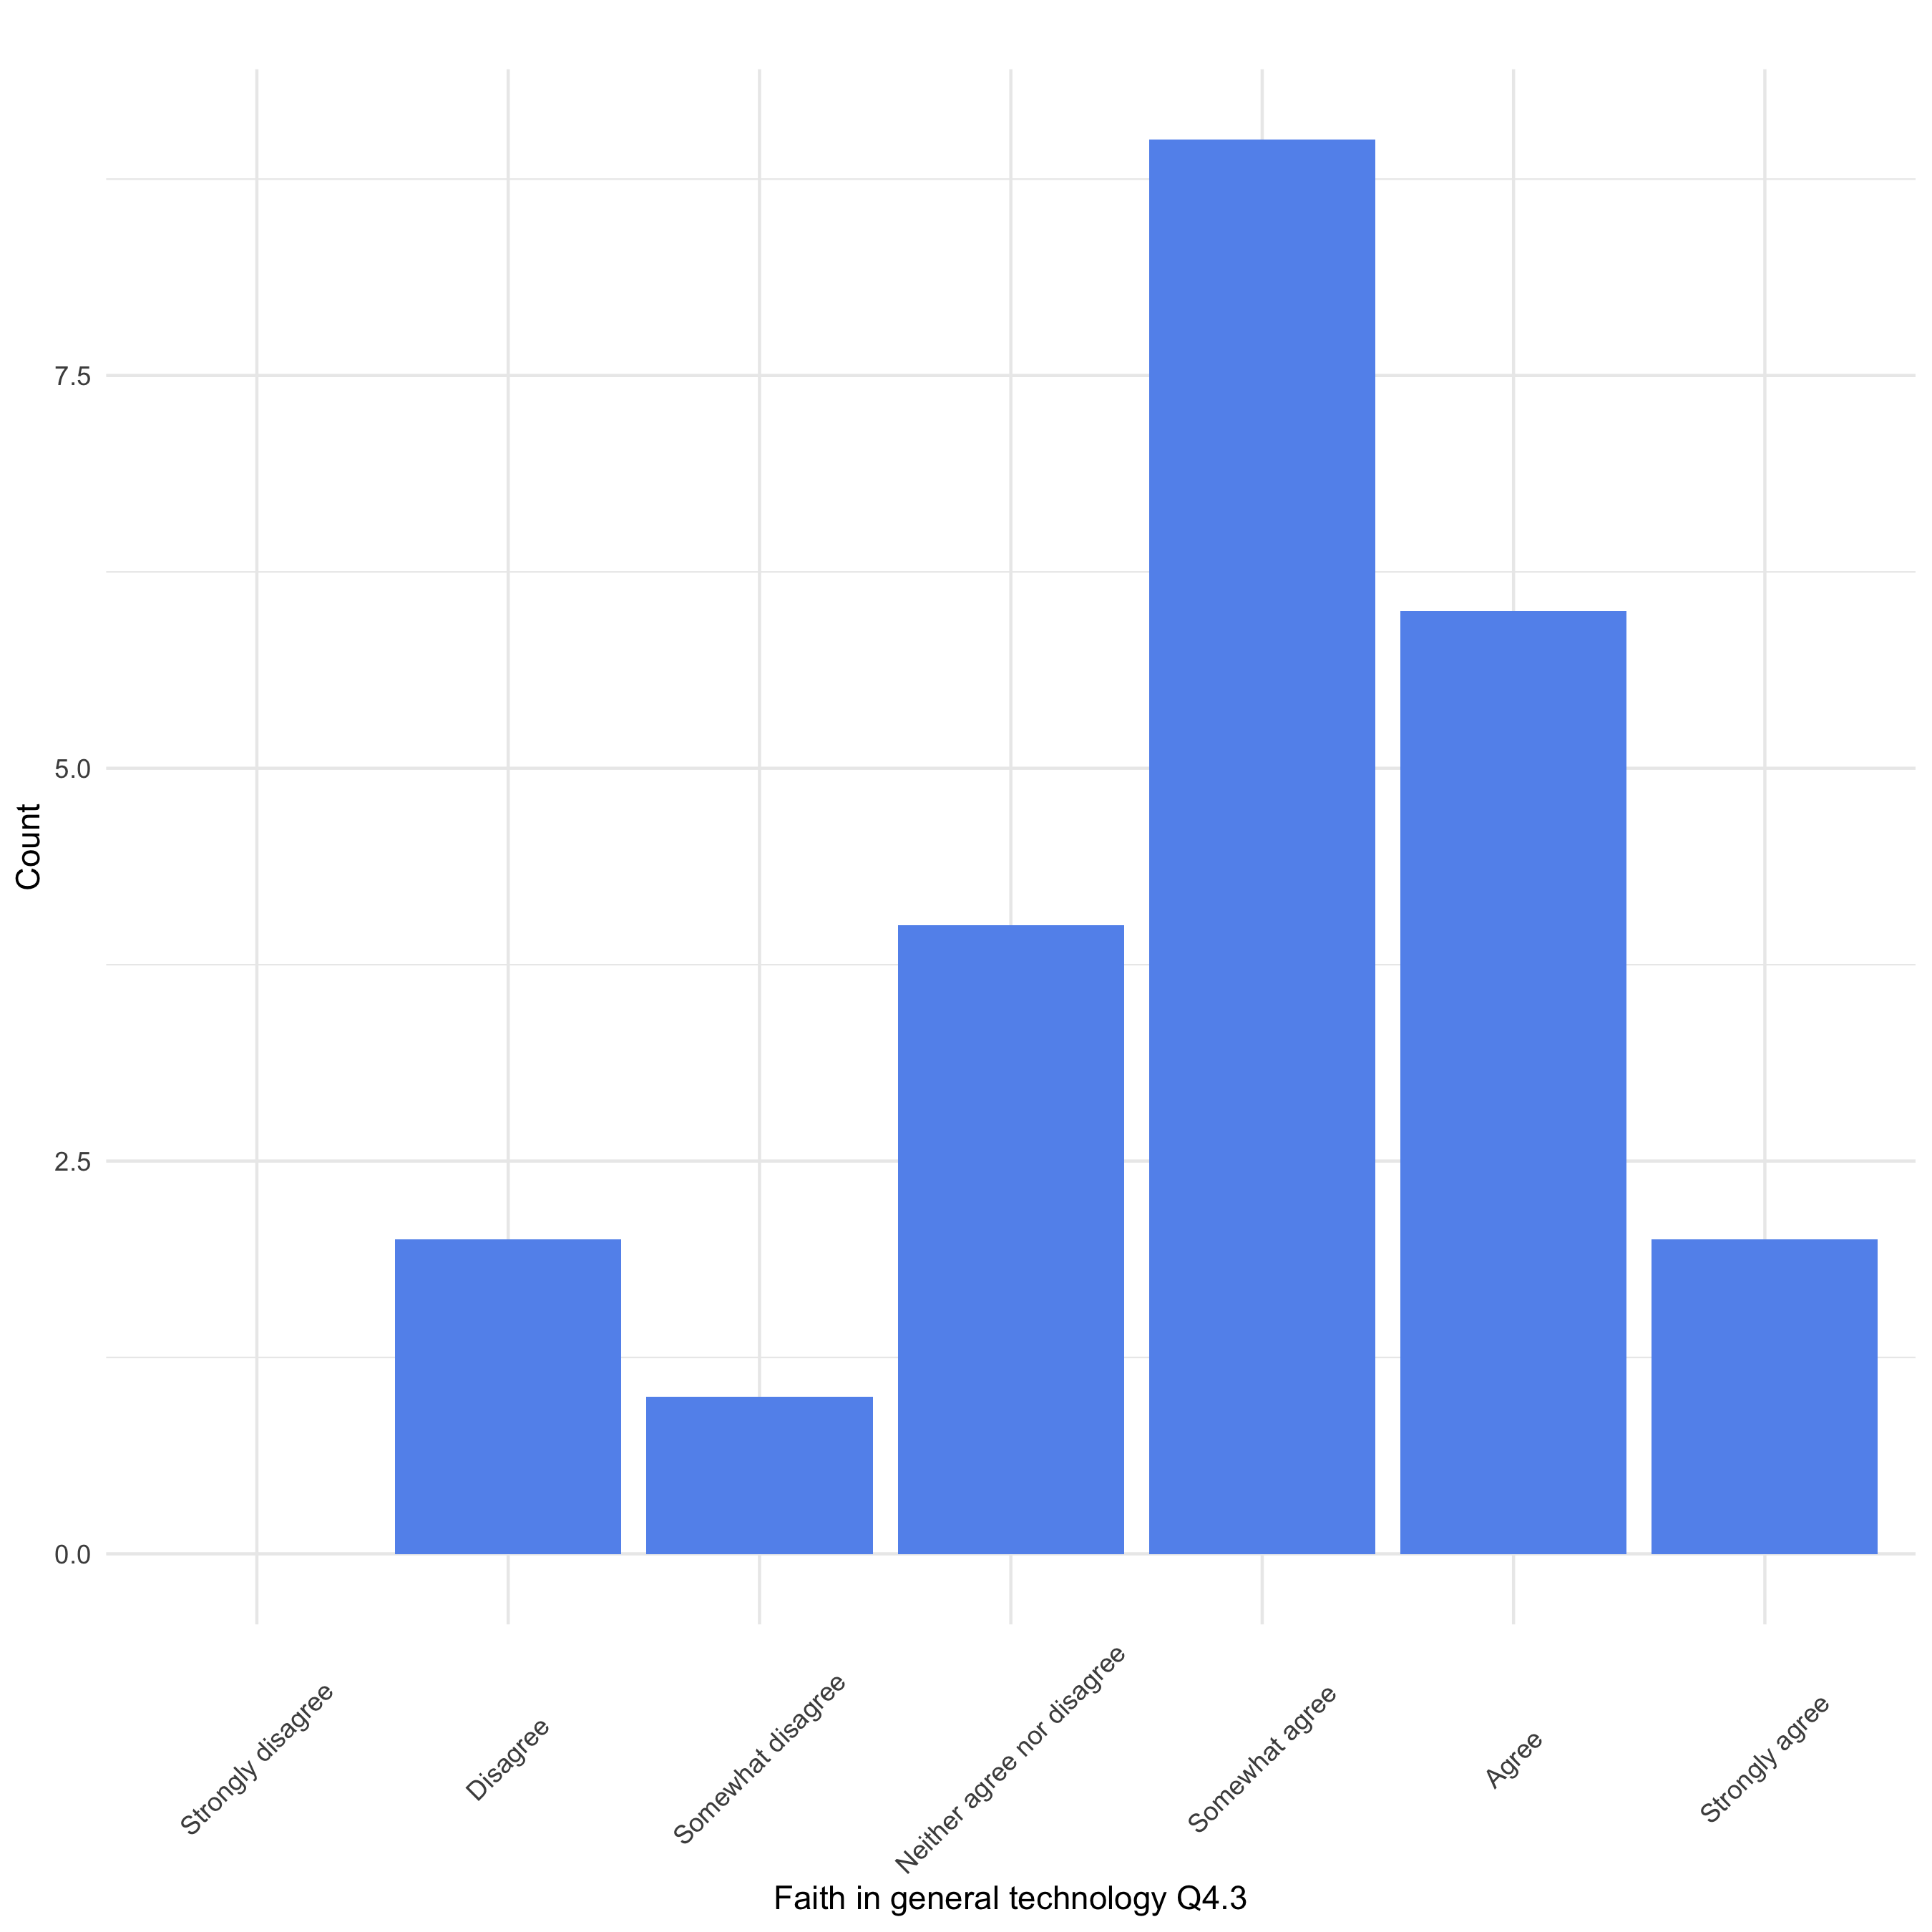 Count
7.5
5.0
2.5
0.0
Strongly disagree
Disagree
Somewhat disagree
Neither agree nor disagree
Somewhat agree
Agree
Strongly agree
Faith in general technology Q4.3